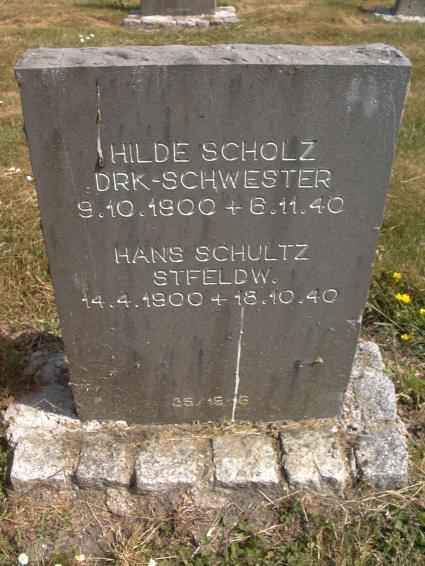 HILDE SCHOLZ
DRK-SCHWESTER
9.10.1900 + 6.11.40
HANS SCHULTZ
STFELDW.
14.4.1900 + 18.10.40